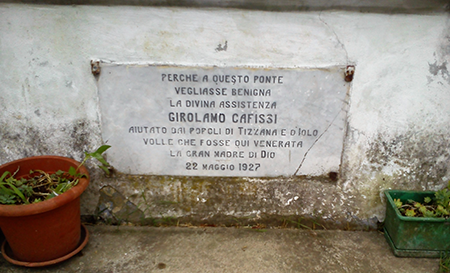 PERCHE A QUESTO PONTE
VEGLIASSE BENIGNA
LA DIVINA ASSISTENZA
GIROLAMO CAFISSI
AIUTATO DAI POPOLI DI TIZZANA E D'IOLO
VOLLE CHE FOSSE QUI VENERATA
LA GRAN MADRE DI DIO
22 MAGGIO 1927